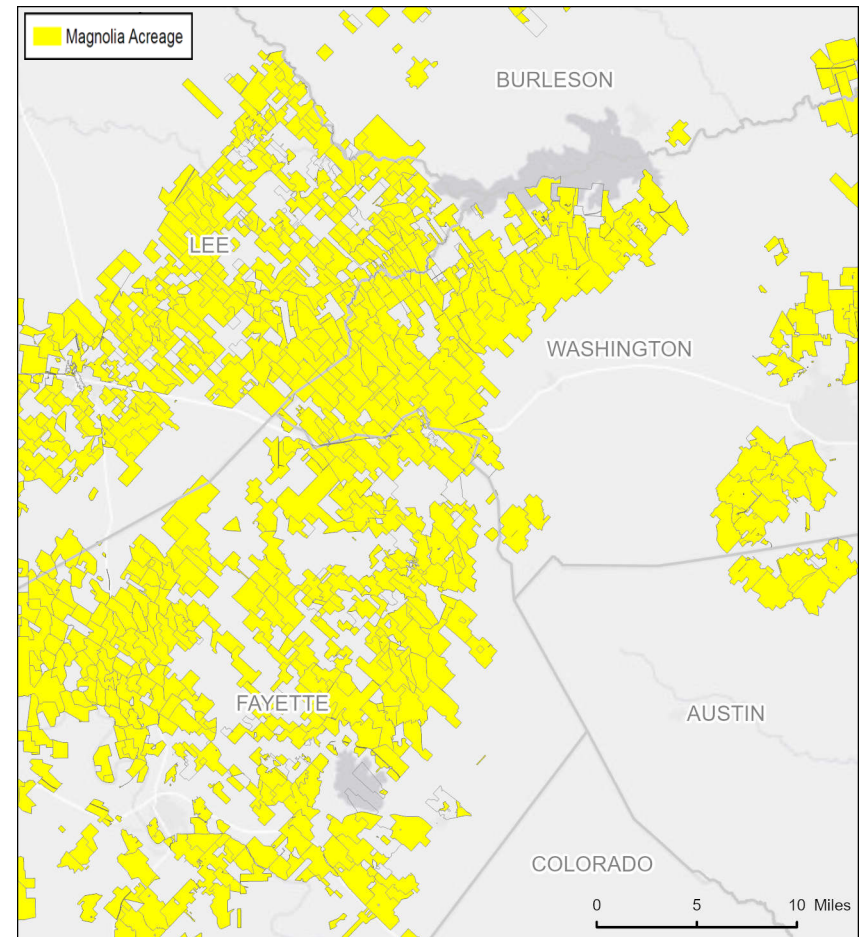 Magnolia Acreage
BURLESON
LEE
WASHINGTON
FAYETTE
AUSTIN
COLORADO
0 5 10 Miles